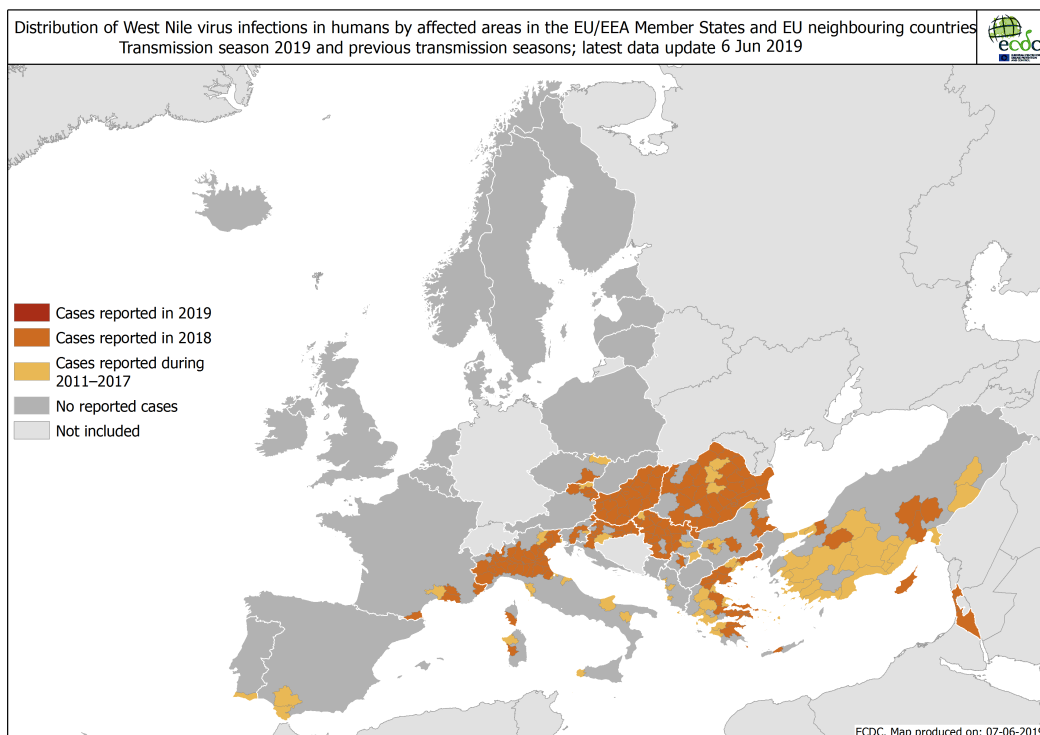 Distribution of West Nile virus infections in humans by affected areas in the EU/EEA Member States and EU neighbouring countries
Transmission season 2019 and previous transmission seasons; latest data update 6 Jun 2019
ecdc
Cases reported in 2019
Cases reported in 2018
Cases reported during
2011–2017
No reported cases
Not included
ECDC. Map produced on: 07-06-2019